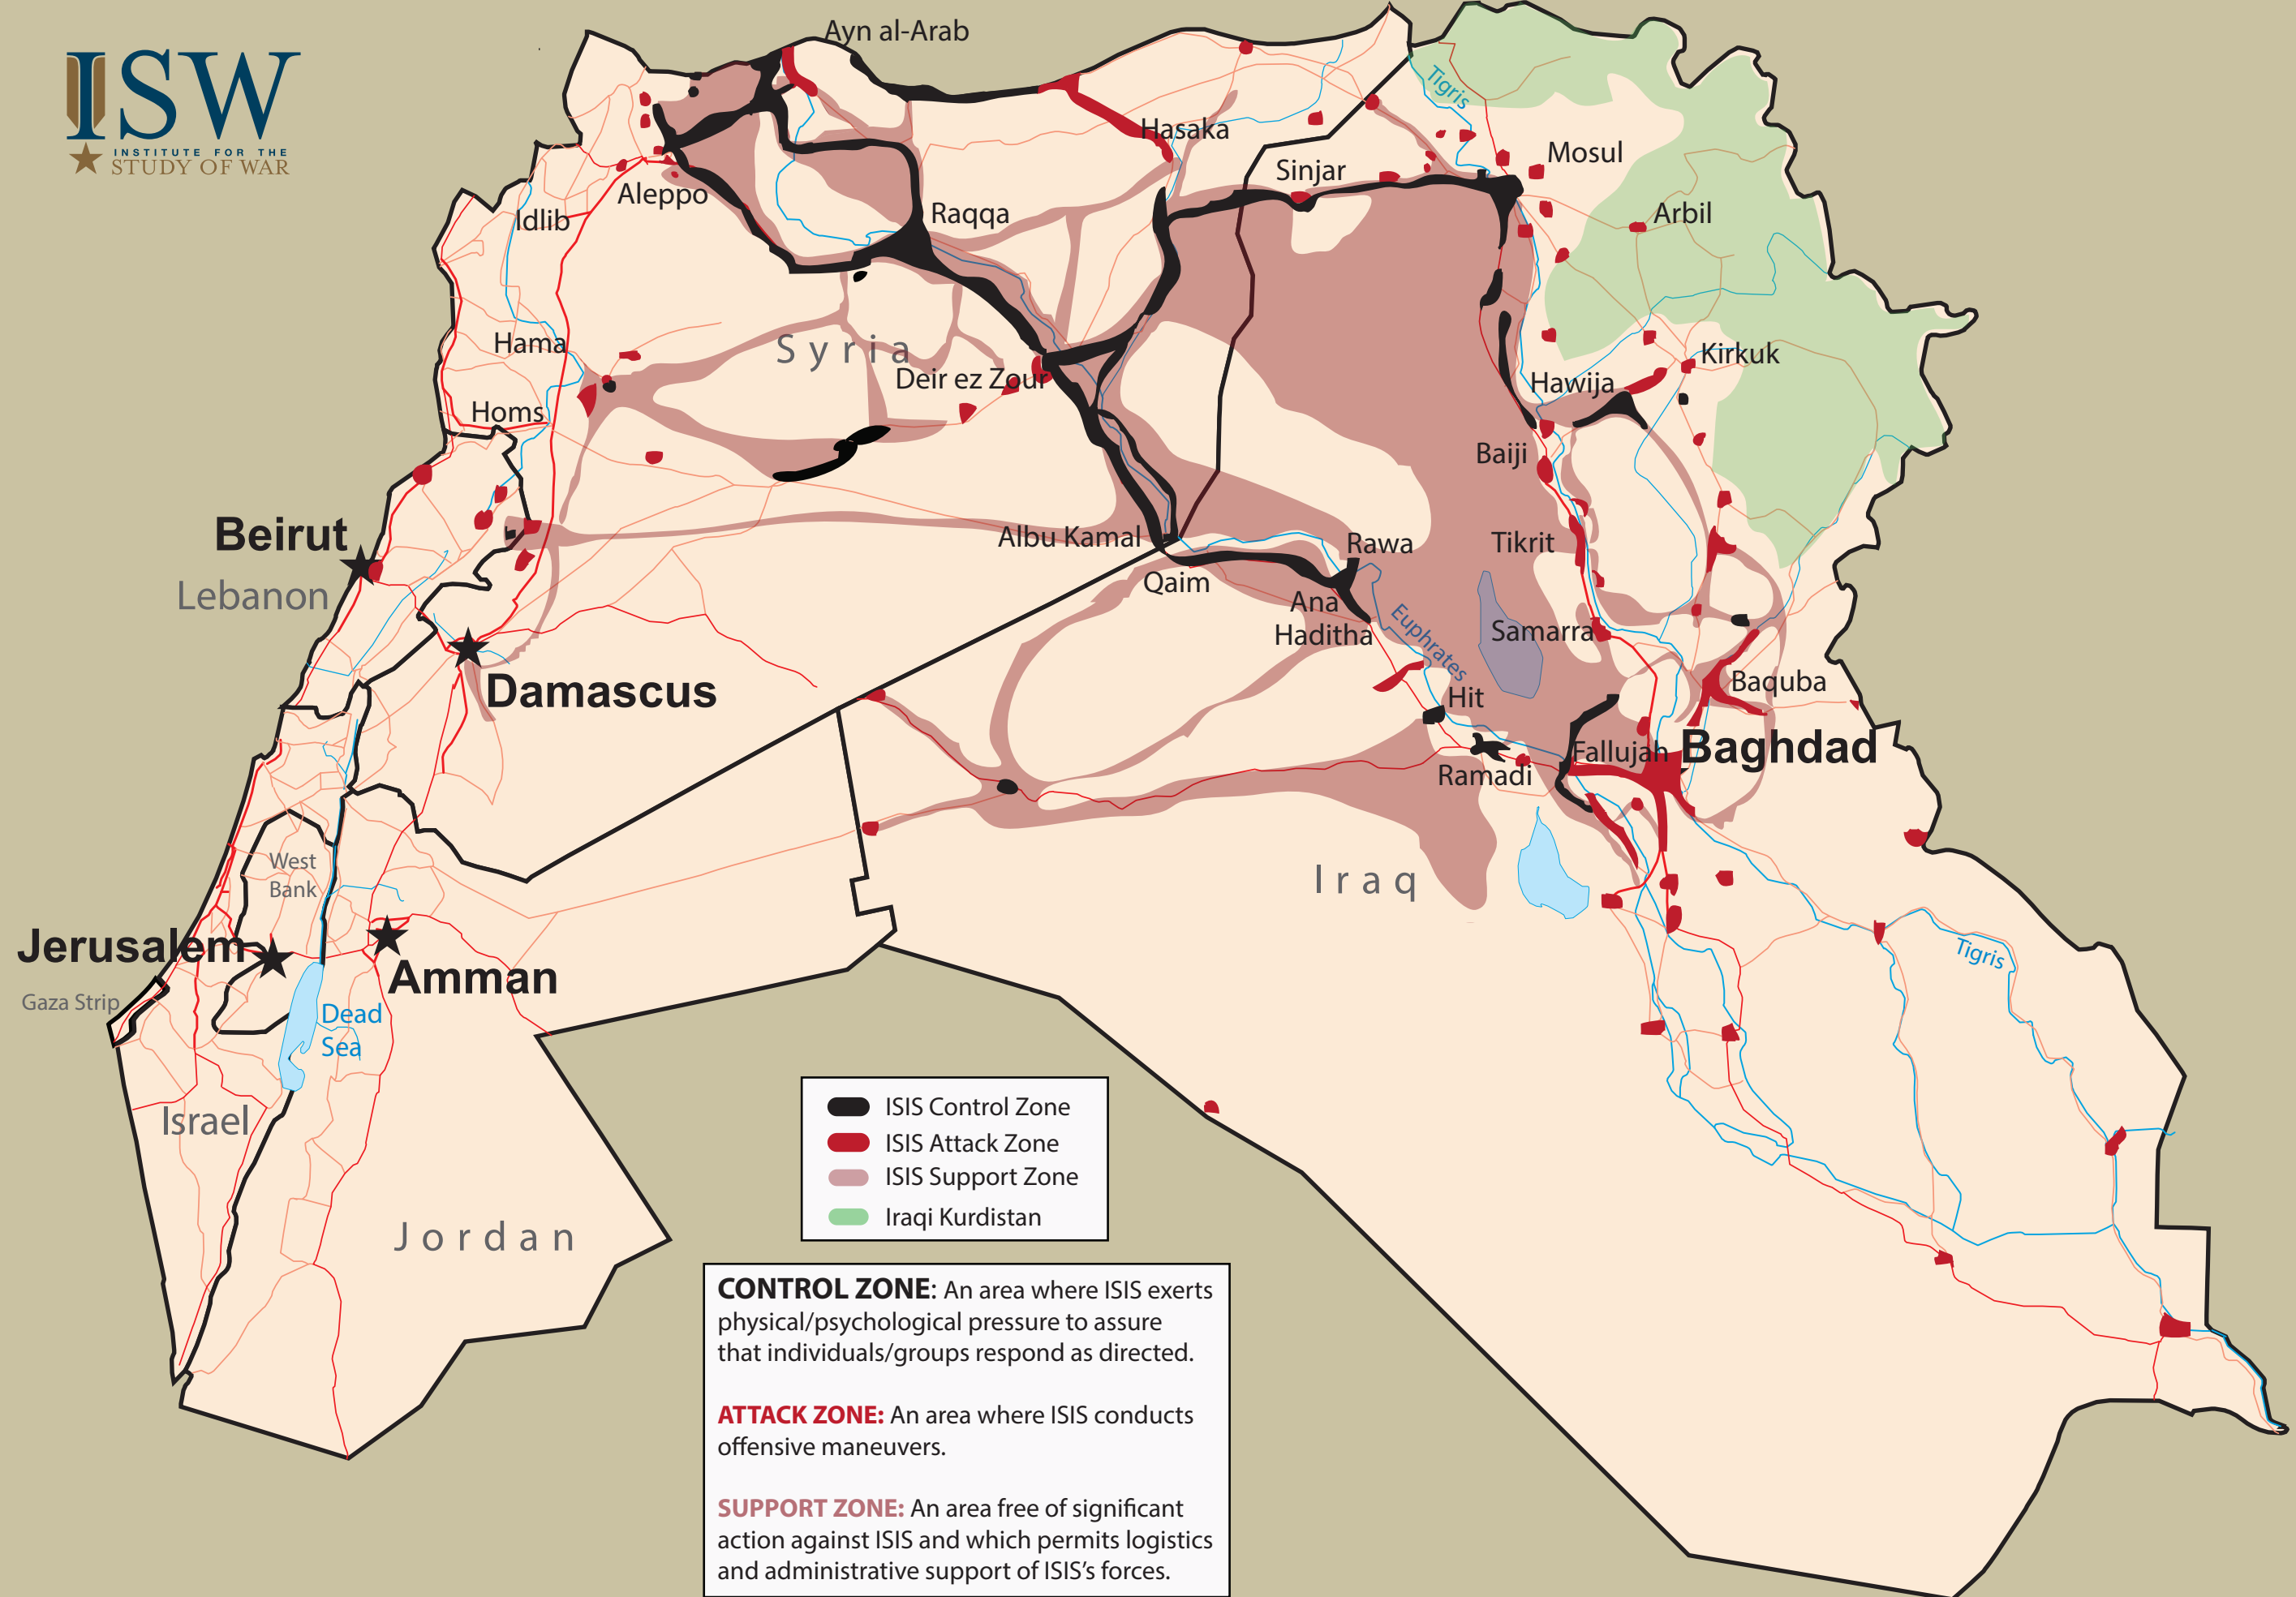 ISW
INSTITUTE FOR THE
STUDY OF WAR
Ayn al-Arab
Tigris
Hasaka
Mosul
Sinjar
Aleppo
Idlib
Raqqa
Arbil
Hama
Syria
Deir ez Zour
Kirkuk
Hawija
Homs
Baiji
Beirut
Lebanon
Albu Kamal
Rawa
Tikrit
Qaim
Ana
Haditha
Euphrates
Samarra
Damascus
Hit
Baquba
Fallujah
Baghdad
Ramadi
West
Bank
Iraq
Jerusalem
Amman
Tigris
Gaza Strip
Dead
Sea
Israel
Jordan
ISIS Control Zone
ISIS Attack Zone
ISIS Support Zone
Iraqi Kurdistan
CONTROL ZONE: An area where ISIS exerts
physical/psychological pressure to assure
that individuals/groups respond as directed.
ATTACK ZONE: An area where ISIS conducts
offensive maneuvers.
SUPPORT ZONE: An area free of significant
action against ISIS and which permits logistics
and administrative support of ISIS's forces.